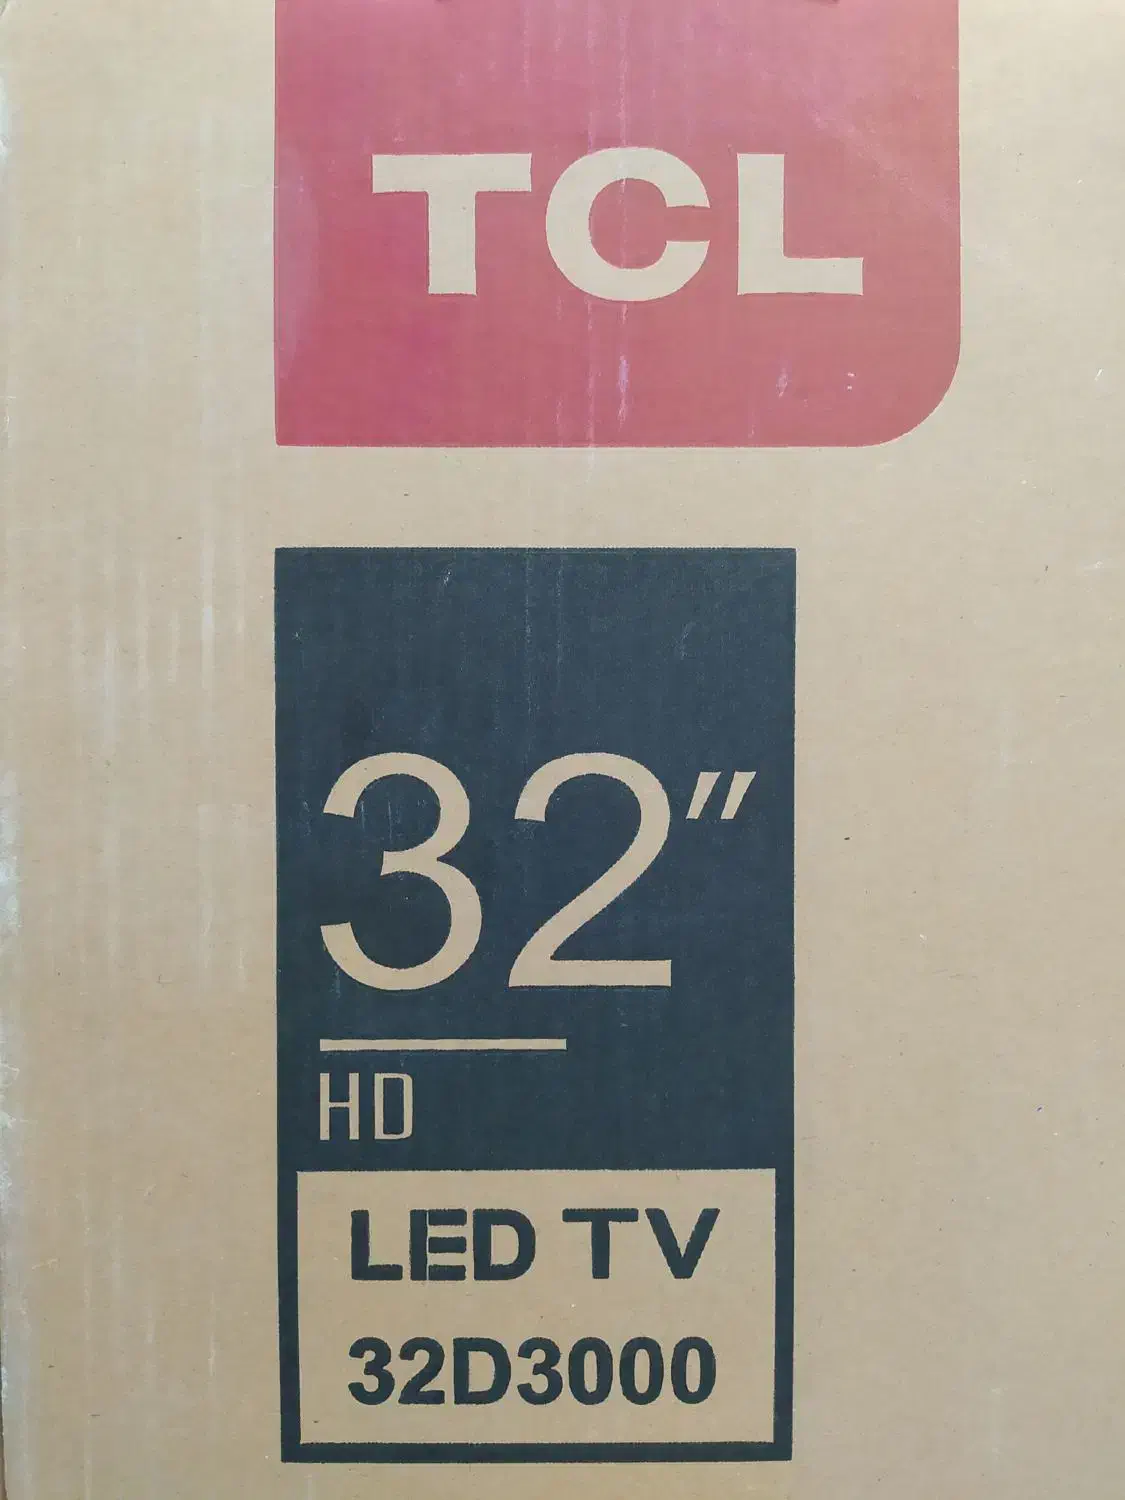 TCL
32"
HD
LED TV
32D3000